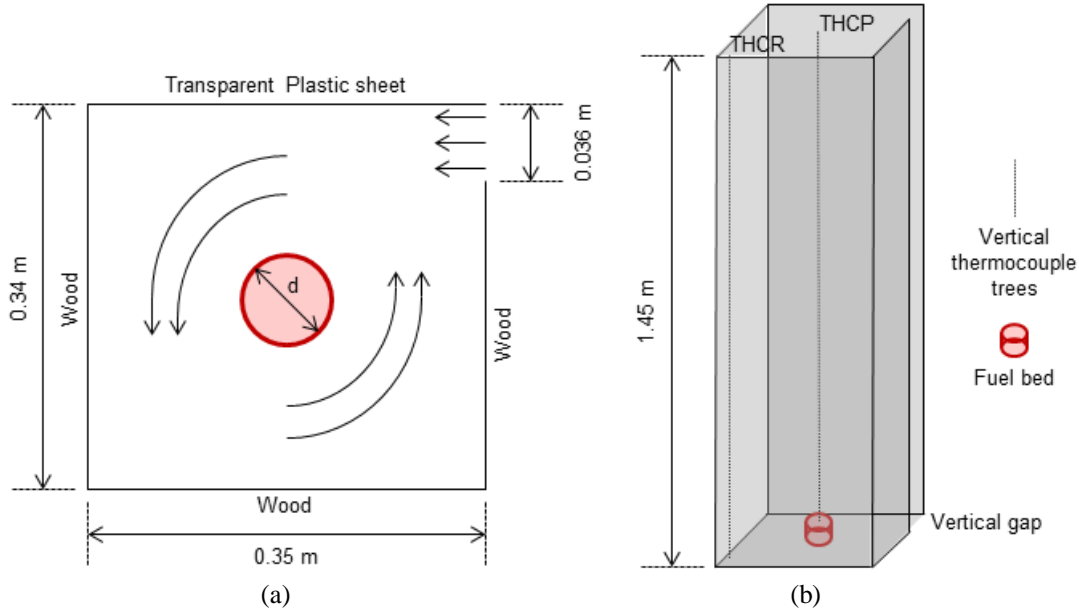 Transparent Plastic sheet
0.036 m
0.34 m
Wood
d
Wood
Wood
0.35 m
(a)
THCP
THCR
1.45 m
Vertical
thermocouple
trees
Fuel bed
Vertical gap
(b)